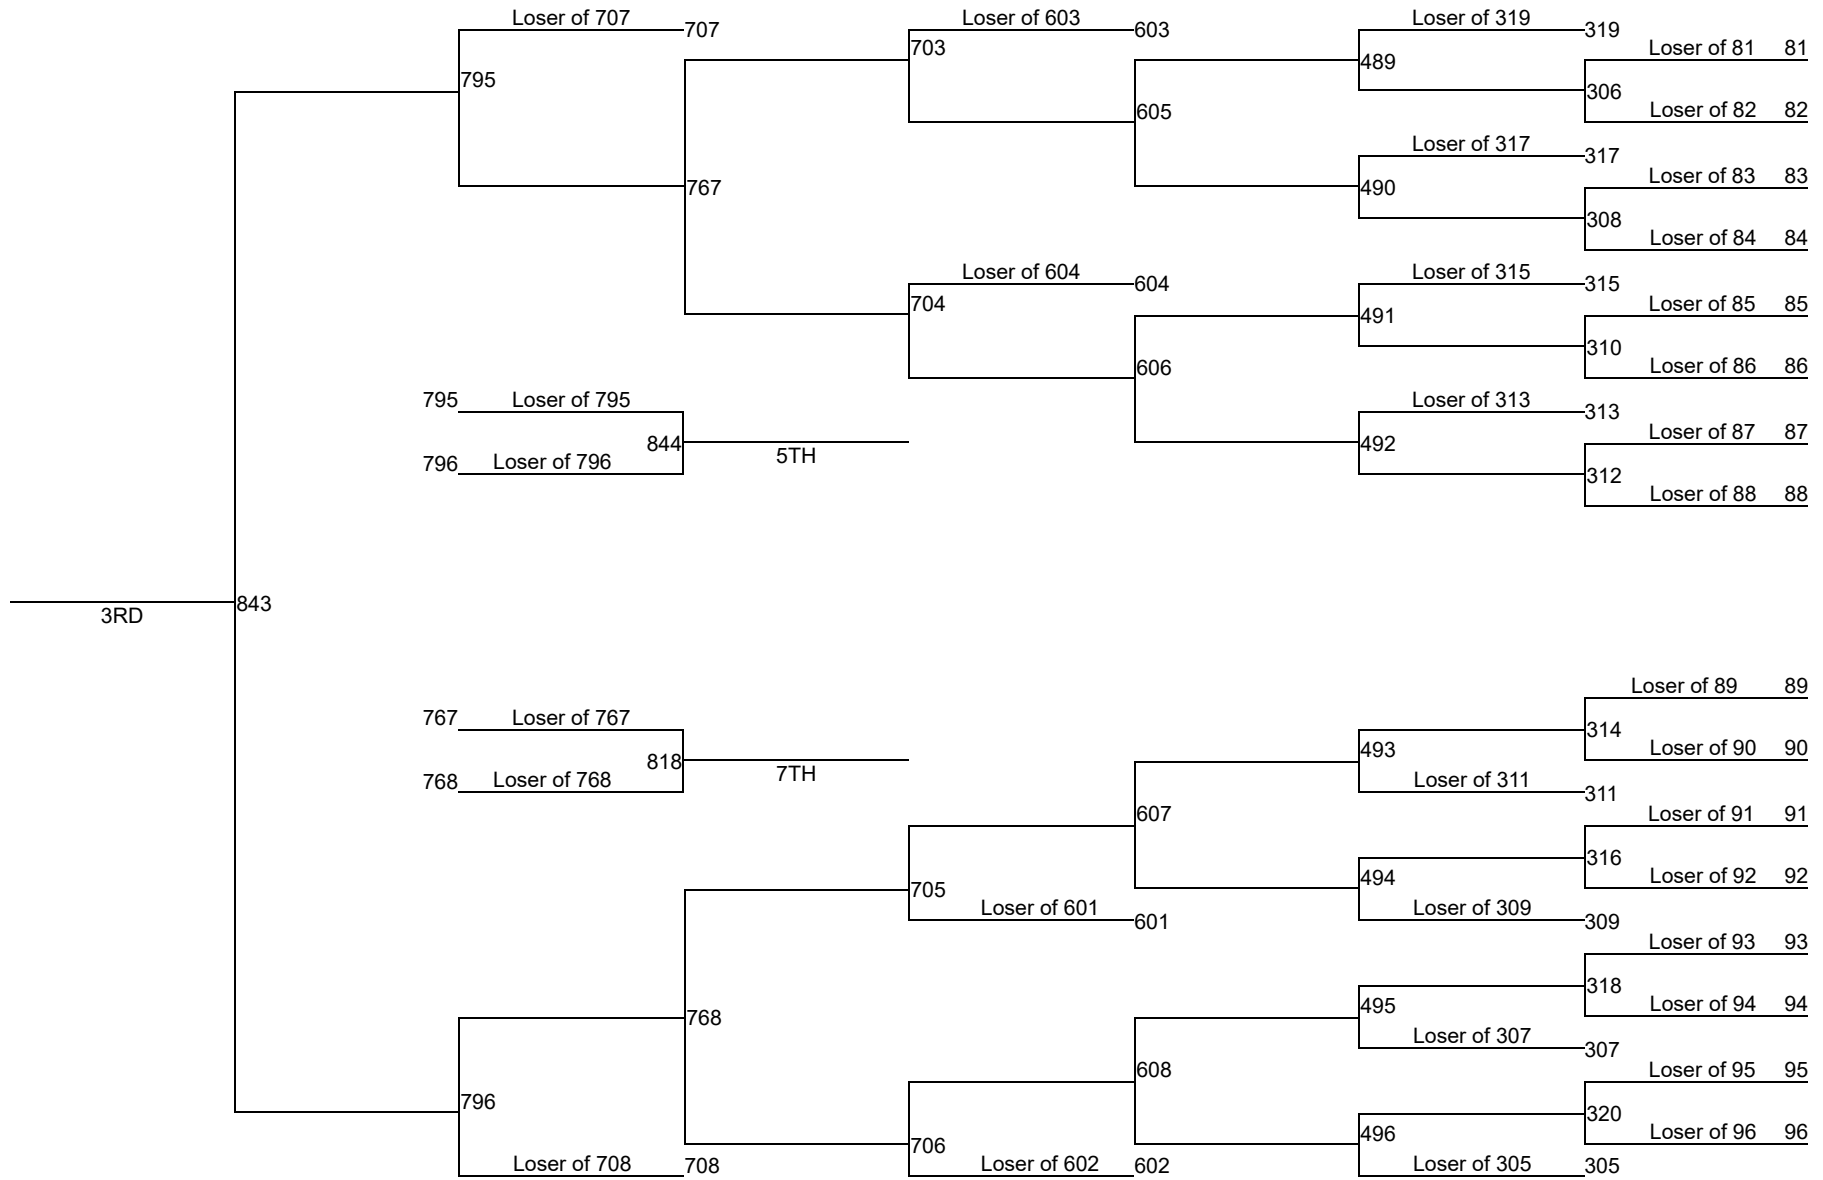 Loser of 707 707
Loser of 603 603
Loser of 319 319
Loser of 81 81
703
489
795
306
605
Loser of 82 82
Loser of 317 317
Loser of 83 83
767
490
308
Loser of 84 84
Loser of 604 604
Loser of 315 315
704
Loser of 85 85
491
310
606
Loser of 86 86
795 Loser of 795
Loser of 313 313
Loser of 87 87
844
5TH
492
796 Loser of 796
312
Loser of 88 88
843
3RD
Loser of 89 89
767 Loser of 767
314
493
Loser of 90 90
818
7TH
768 Loser of 768
Loser of 311 311
607
Loser of 91 91
316
494
Loser of 92 92
705
Loser of 601 601
Loser of 309 309
Loser of 93 93
318
495
Loser of 94 94
768
Loser of 307 307
608
Loser of 95 95
796
320
496
Loser of 96 96
706
Loser of 708 708
Loser of 602 602
Loser of 305 305